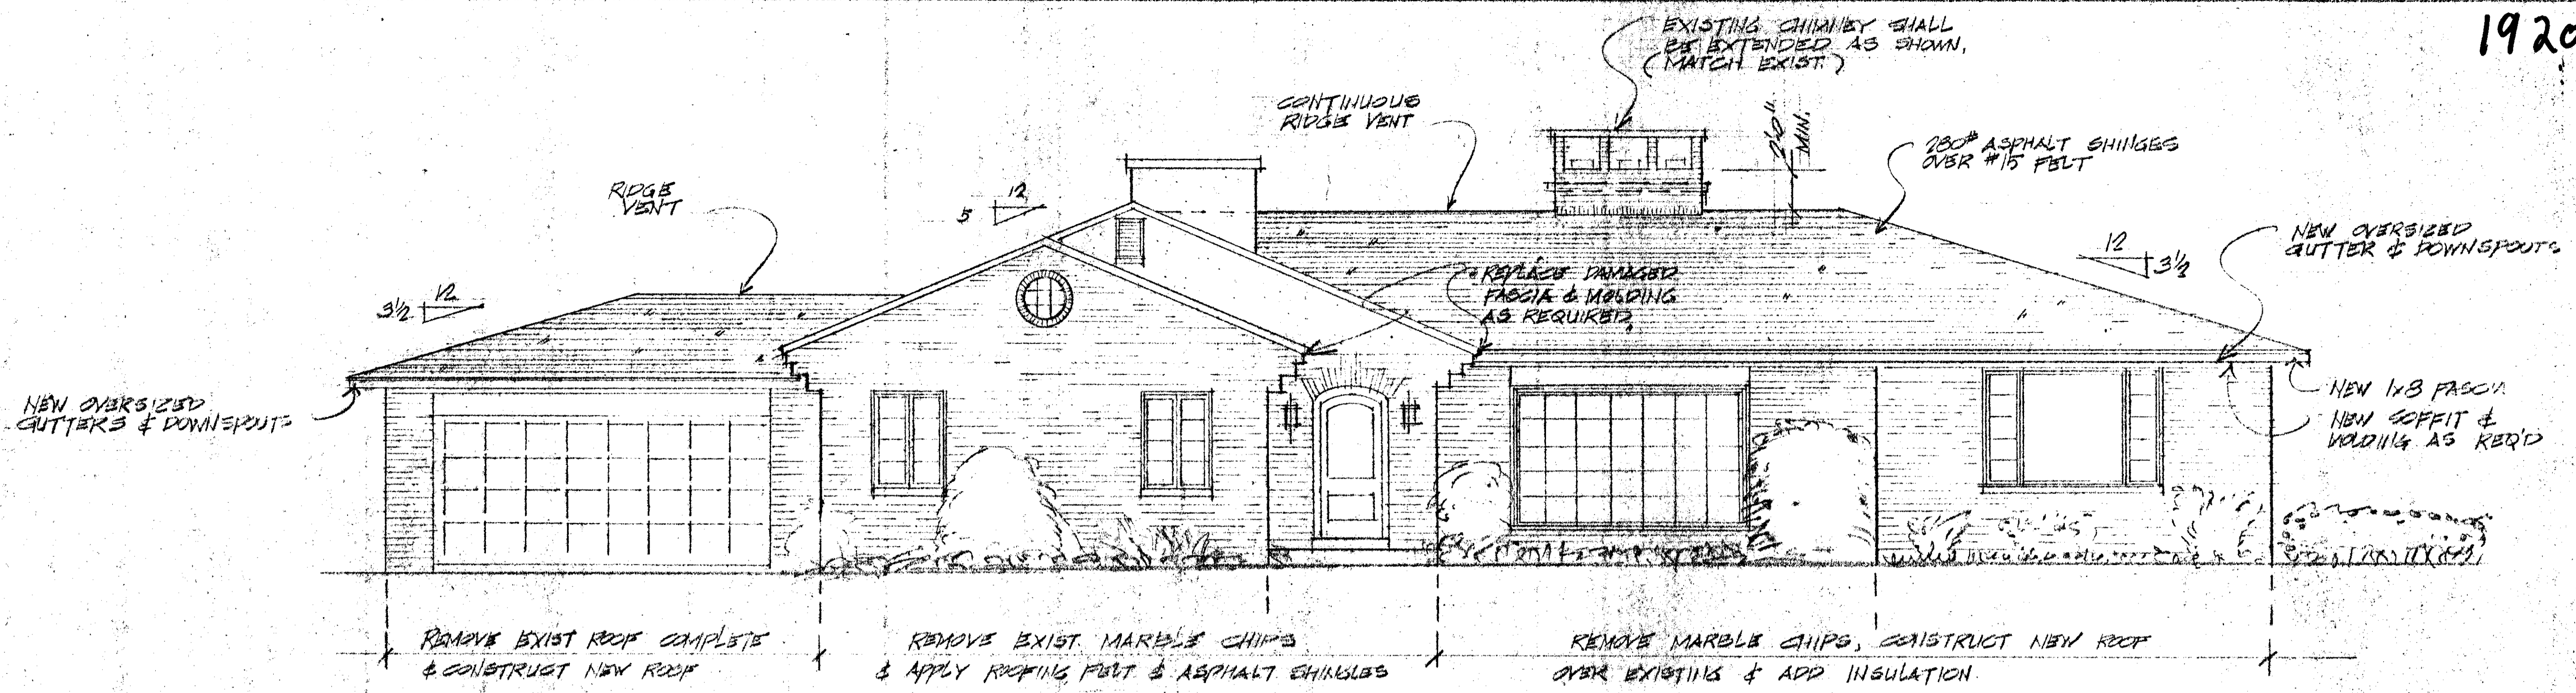 EXISTING CHIMNEY SHALL
BE EXTENDED AS SHOWN,
(MATCH EXIST.)
CONTINUOUS
RIDGE VENT
2'0"
MIN.
280# ASPHALT SHINGES
OVER #15 FELT
RIDGE
VENT
12
5
NEW OVERSIZED
GUTTER & DOWNSPOUTS
12
3½
12
3½
REPLACE DAMAGED
FASCIA & MOLDING
AS REQUIRED
NEW OVERSIZED
GUTTERS & DOWNSPOUTS
NEW 1x8 FASCIA
NEW SOFFIT &
MOLDING AS REQ'D
REMOVE EXIST ROOF COMPLETE
& CONSTRUCT NEW ROOF
REMOVE EXIST. MARBLE CHIPS
& APPLY ROOFING FELT & ASPHALT SHINGLES
REMOVE MARBLE CHIPS, CONSTRUCT NEW ROOF
OVER EXISTING & ADD INSULATION